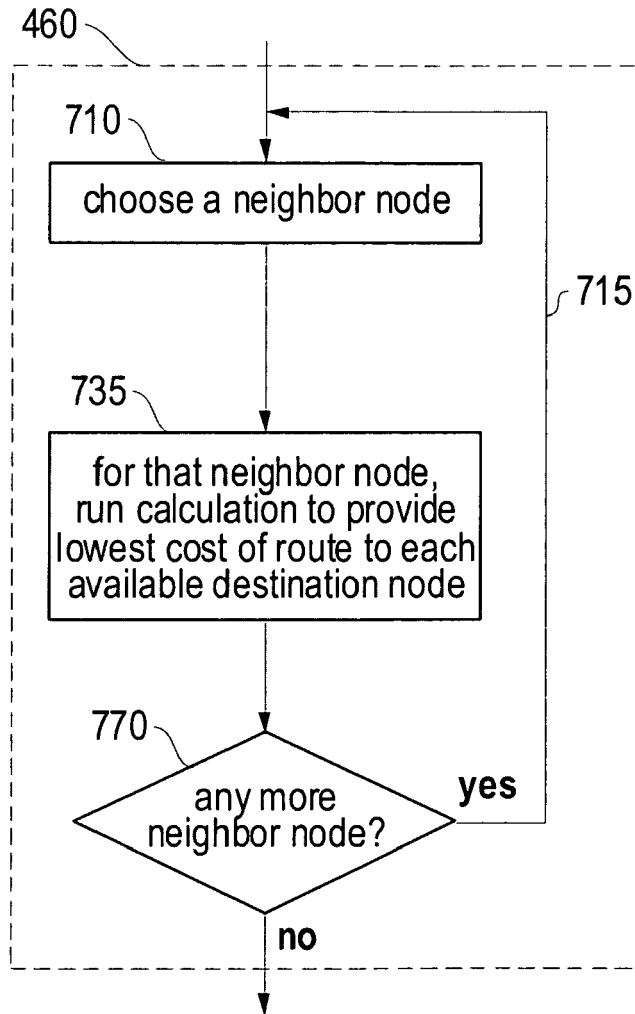 460
710
choose a neighbor node
715
735
for that neighbor node,
run calculation to provide
lowest cost of route to each
available destination node
770
any more
neighbor node?
yes
no